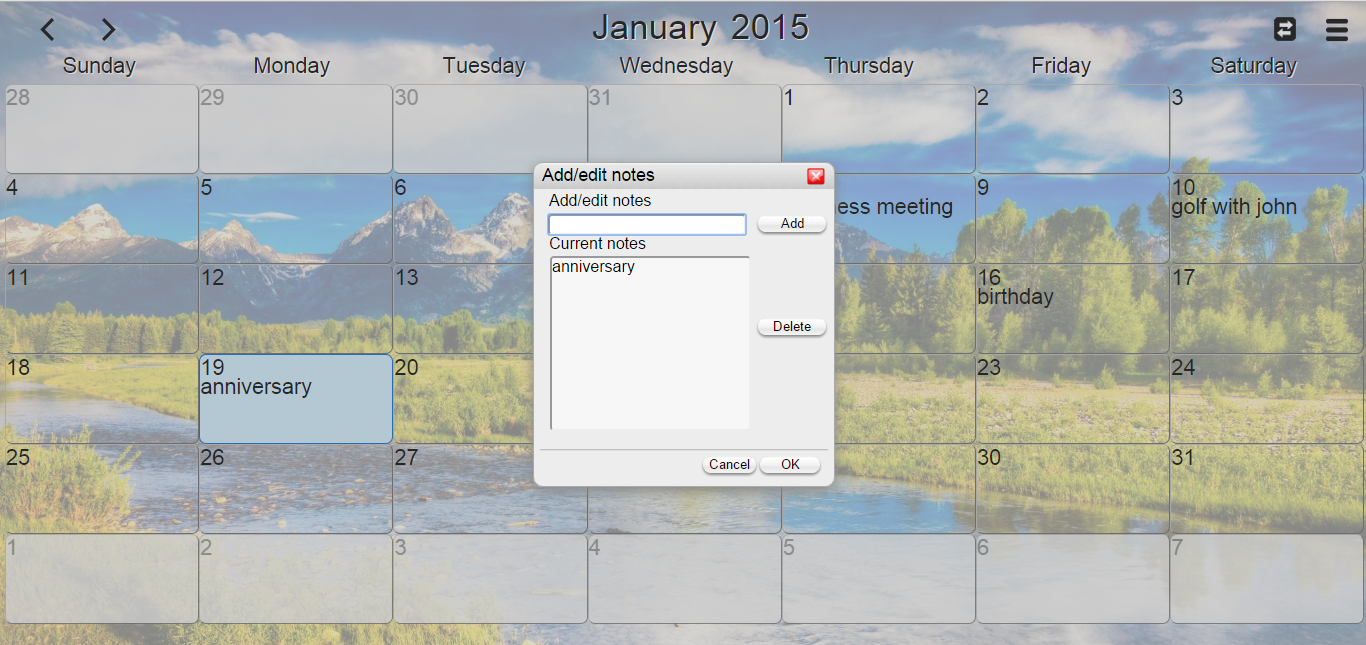 January 2015
Sunday Monday Tuesday Wednesday Thursday Friday Saturday
28 29 30 31 1 2 3
Add/edit notes
Add/edit notes
Add
Current notes
anniversary
Delete
Cancel OK
4 5 6 9 10
meeting golf with john
11 12 13 16 17
birthday
18 19 20 23 24
anniversary
25 26 27 30 31
1 2 3 4 5 6 7